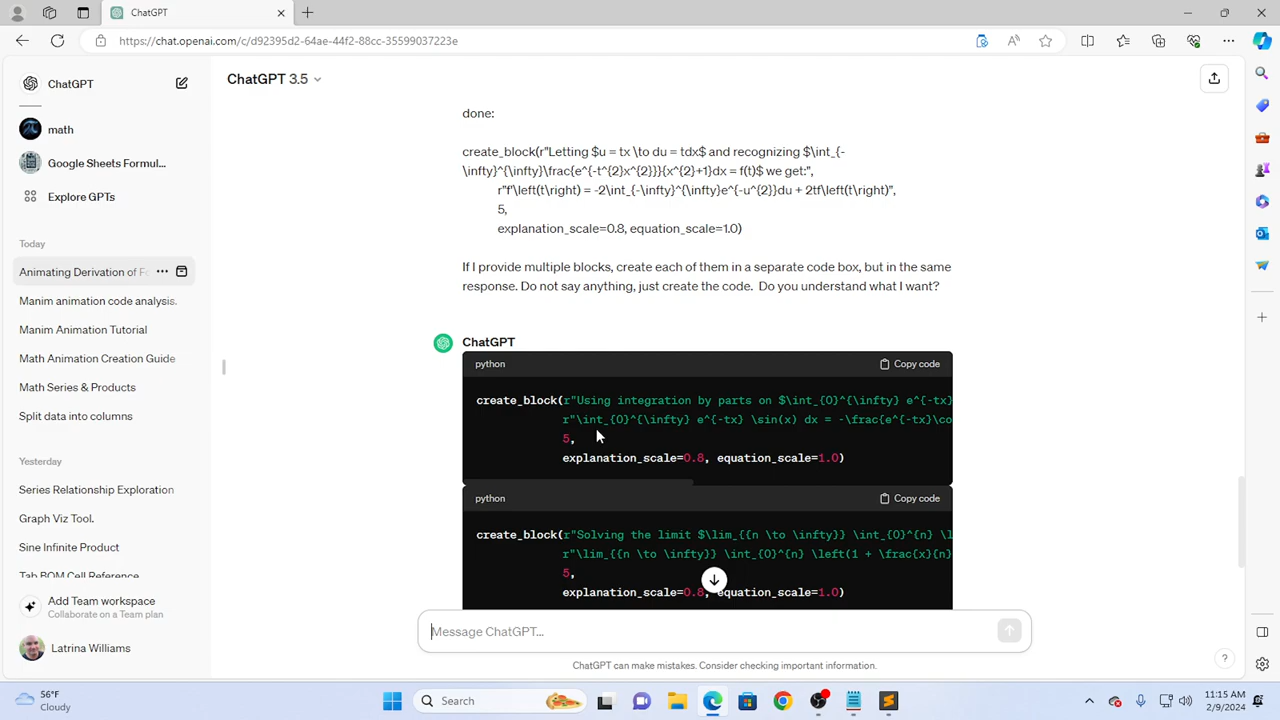 ChatGPT
https://chat.openai.com/c/d92395d2-64ae-44f2-88cc-35599037223e
ChatGPT
ChatGPT 3.5
math
Google Sheets Formul...
Explore GPTs
Today
Animating Derivation of Fo
Manim animation code analysis.
Manim Animation Tutorial
Math Animation Creation Guide
Math Series & Products
Split data into columns
Yesterday
Series Relationship Exploration
Graph Viz Tool.
Sine Infinite Product
Tab BOM Cell Reference
Add Team workspace
Collaborate on a Team plan
Latrina Williams
done:
create_block(r"Letting $u = tx \to du = tdx$ and recognizing $\int_{-
\infty}^{\infty}\frac{e^{-t^{2}x^{2}}}{x^{2}+1}dx = f(t)$ we get:",
r"f'\left(t\right) = -2\int_{-\infty}^{\infty}e^{-u^{2}}du + 2tf\left(t\right)",
5,
explanation_scale=0.8, equation_scale=1.0)
If I provide multiple blocks, create each of them in a separate code box, but in the same
response. Do not say anything, just create the code. Do you understand what I want?
ChatGPT
python
Copy code
create_block(r"Using integration by parts on $\int_{0}^{\infty} e^{-tx}
r"\int_{0}^{\infty} e^{-tx} \sin(x) dx = -\frac{e^{-tx}\co
5,
explanation_scale=0.8, equation_scale=1.0)
python
Copy code
create_block(r"Solving the limit $\lim_{{n \to \infty}} \int_{0}^{n} \l
r"\lim_{{n \to \infty}} \int_{0}^{n} \left(1 + \frac{x}{n}
5,
explanation_scale=0.8, equation_scale=1.0)
Message ChatGPT...
ChatGPT can make mistakes. Consider checking important information.
?
56°F
Cloudy
Search
11:15 AM
2/9/2024